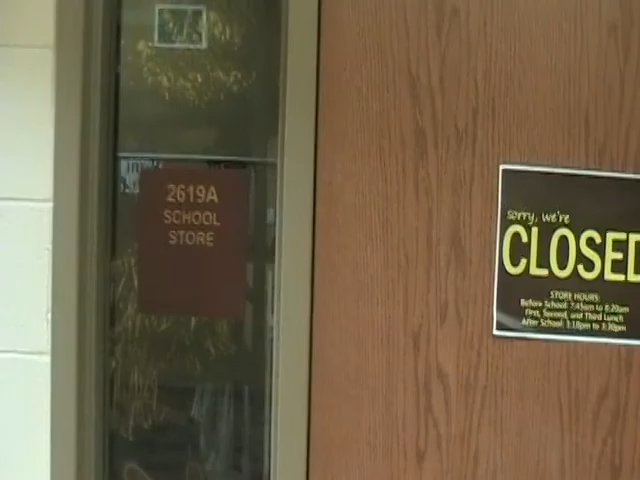 2619A
SCHOOL
STORE
sorry, we're
CLOSED
STORE HOURS:
Before School: 7:45am to 8:20am
First, Second, and Third Lunch
After School: 3:18pm to 3:30pm